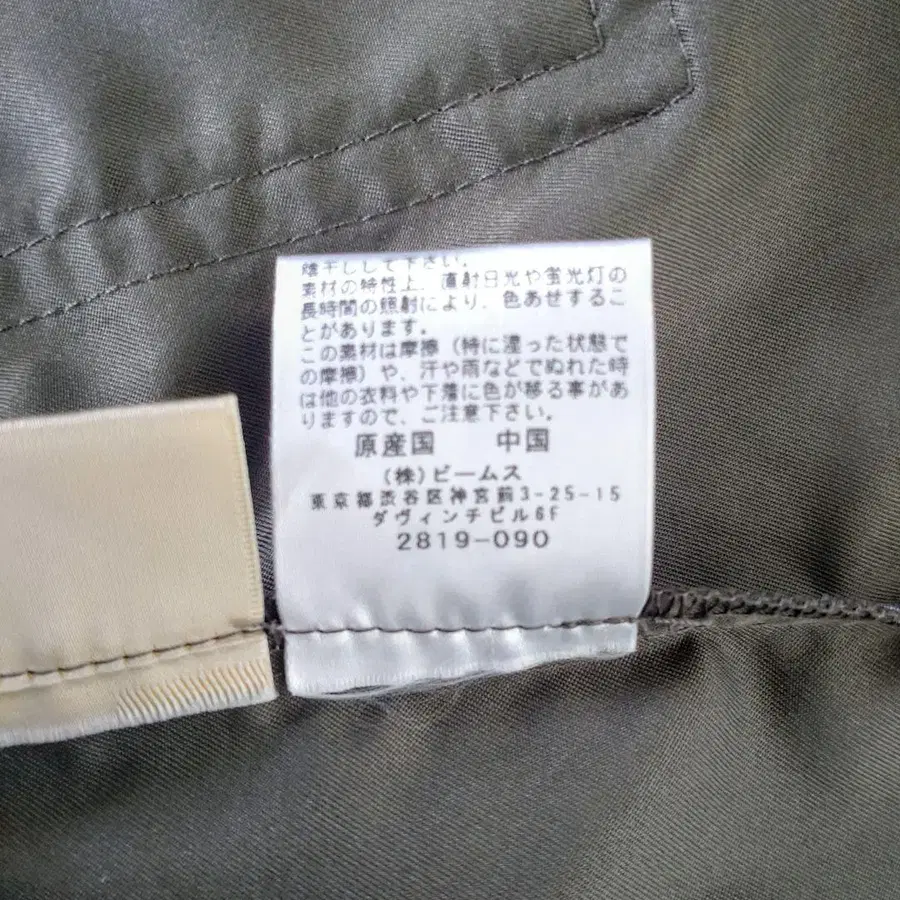 陰干しして下さい。
素材の特性上、直射日光や蛍光灯の
長時間の照射により、色あせするこ
とがあります。
この素材は摩擦（特に湿った状態で
の摩擦）や、汗や雨などでぬれた時
は他の衣料や下着に色が移る事があ
りますので、ご注意下さい。
原産国 中国
(株)ビームス
東京都渋谷区神宮前3-25-15
ダヴィンチビル6F
2819-090